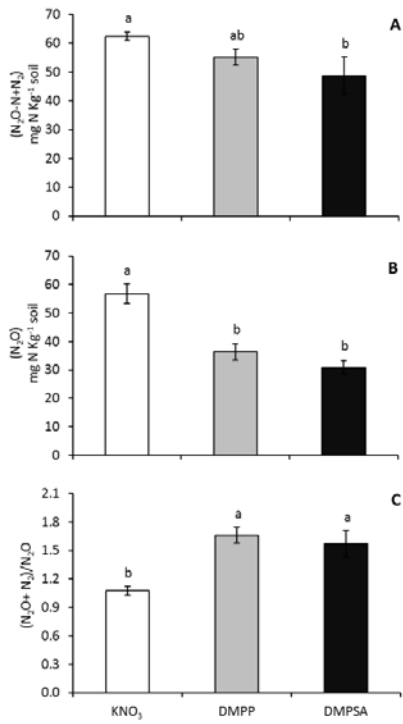 A
(N₂O-N+N₂)
mg N Kg⁻¹ soil
70
60
50
40
30
20
10
0
a
ab
b
B
(N₂O)
mg N Kg⁻¹ soil
70
60
50
40
30
20
10
0
a
b
b
C
(N₂O+ N₂)/N₂O
2.1
1.8
1.5
1.2
0.9
0.6
0.3
0.0
b
a
a
KNO₃ DMPP DMPSA